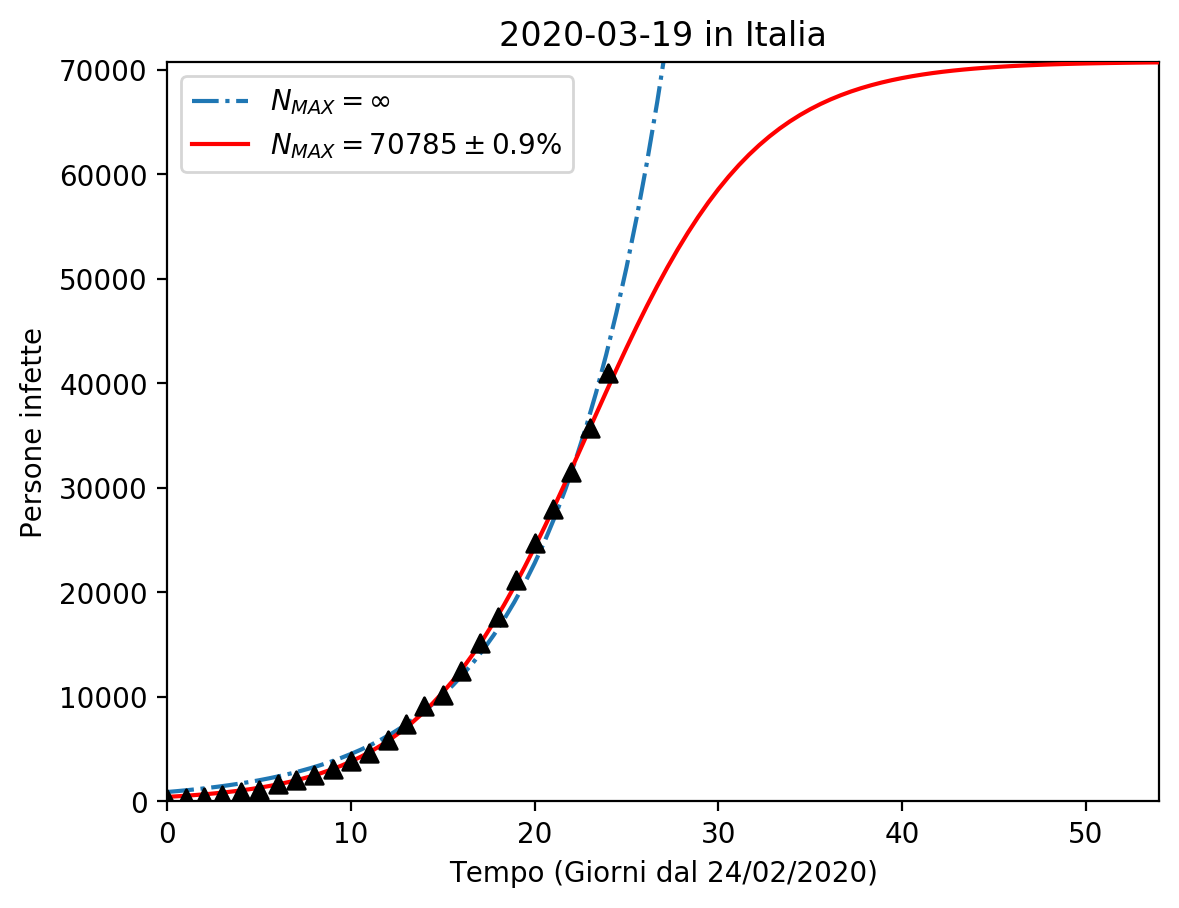 2020-03-19 in Italia
N_MAX = ∞
N_MAX = 70785 ± 0.9%
70000
60000
50000
40000
30000
20000
10000
0
Persone infette
0 10 20 30 40 50
Tempo (Giorni dal 24/02/2020)